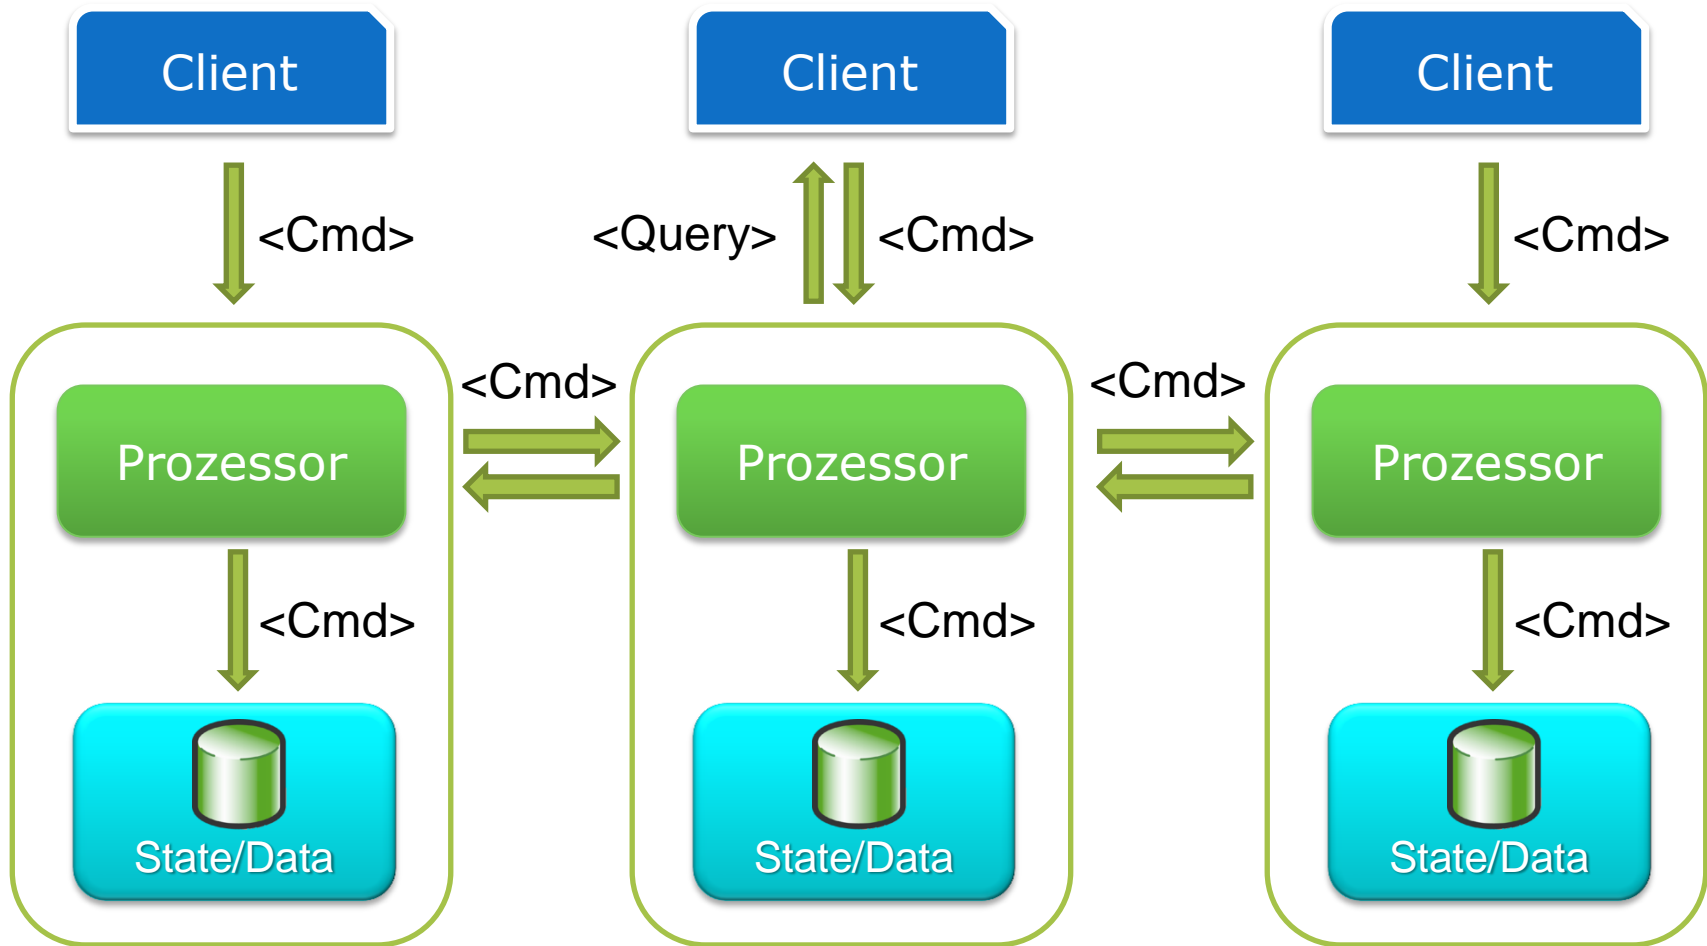 Client
Client
Client
<Cmd>
<Query>
<Cmd>
<Cmd>
<Cmd>
<Cmd>
Prozessor
Prozessor
Prozessor
<Cmd>
<Cmd>
<Cmd>
State/Data
State/Data
State/Data